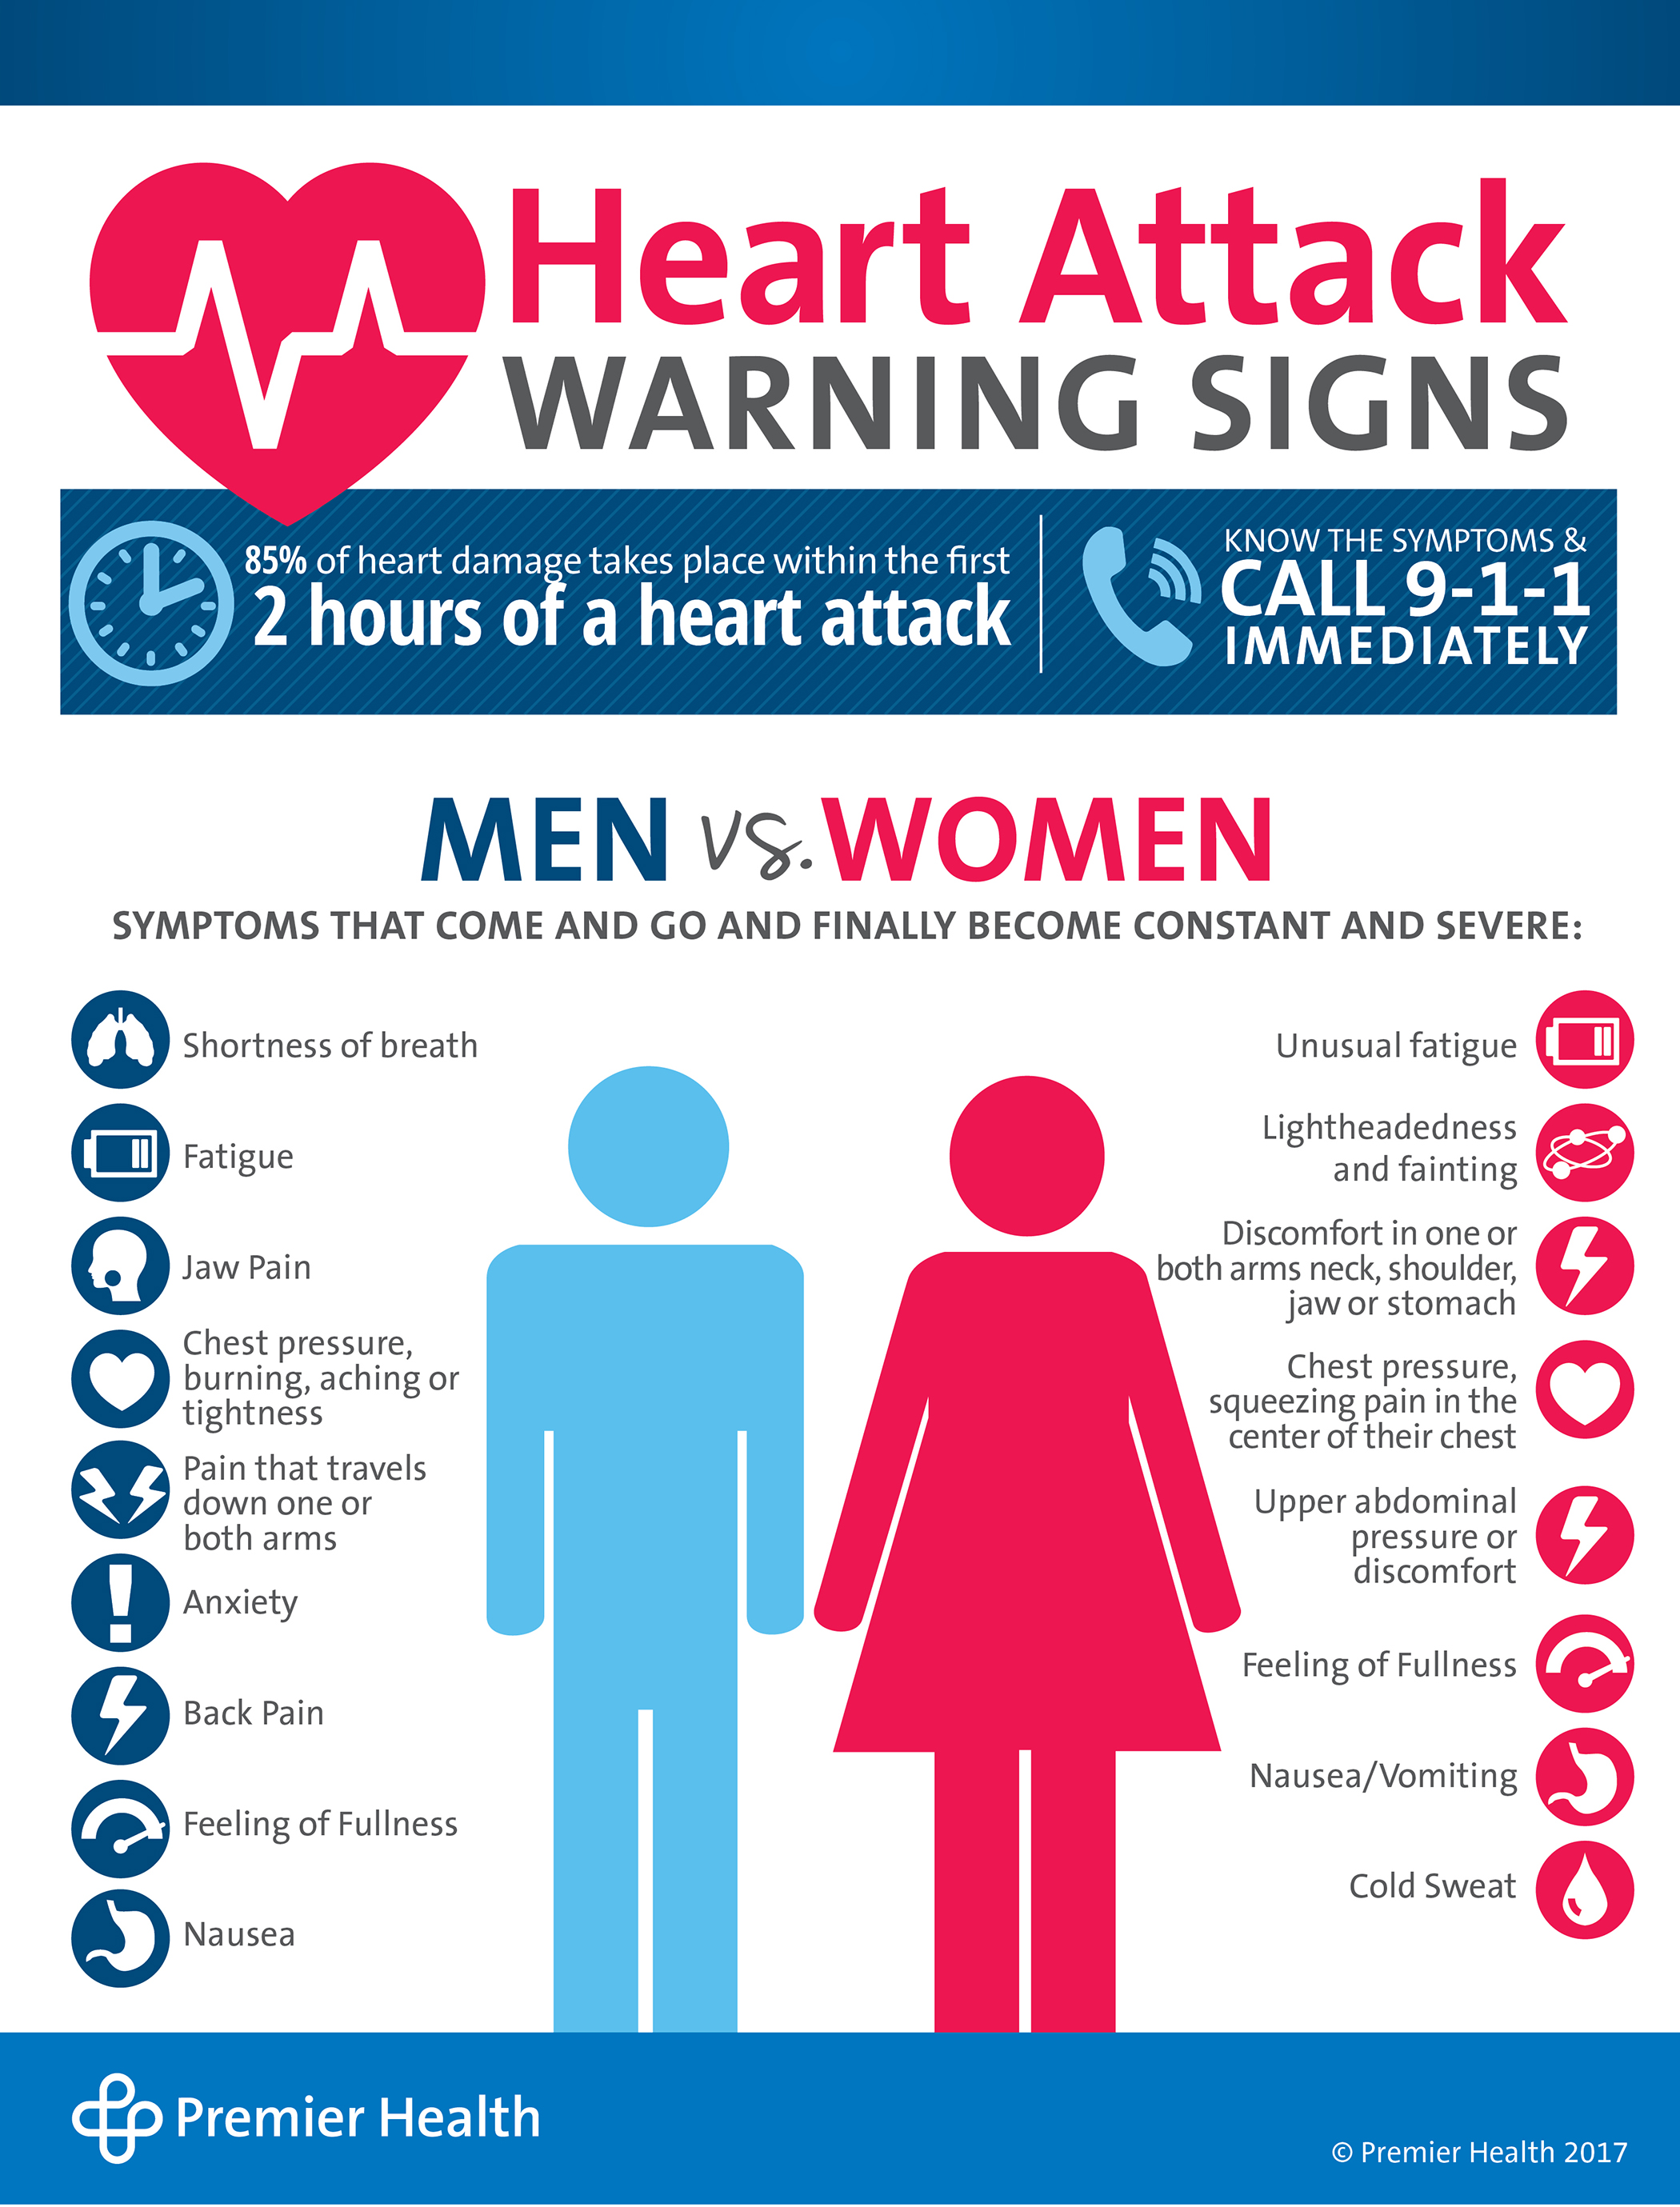 Heart Attack
WARNING SIGNS
85% of heart damage takes place within the first
2 hours of a heart attack
KNOW THE SYMPTOMS &
CALL 9-1-1
IMMEDIATELY
MEN vs. WOMEN
SYMPTOMS THAT COME AND GO AND FINALLY BECOME CONSTANT AND SEVERE:
Shortness of breath
Fatigue
Jaw Pain
Chest pressure,
burning, aching or
tightness
Pain that travels
down one or
both arms
Anxiety
Back Pain
Feeling of Fullness
Nausea
Unusual fatigue
Lightheadedness
and fainting
Discomfort in one or
both arms neck, shoulder,
jaw or stomach
Chest pressure,
squeezing pain in the
center of their chest
Upper abdominal
pressure or
discomfort
Feeling of Fullness
Nausea/Vomiting
Cold Sweat
Premier Health
© Premier Health 2017